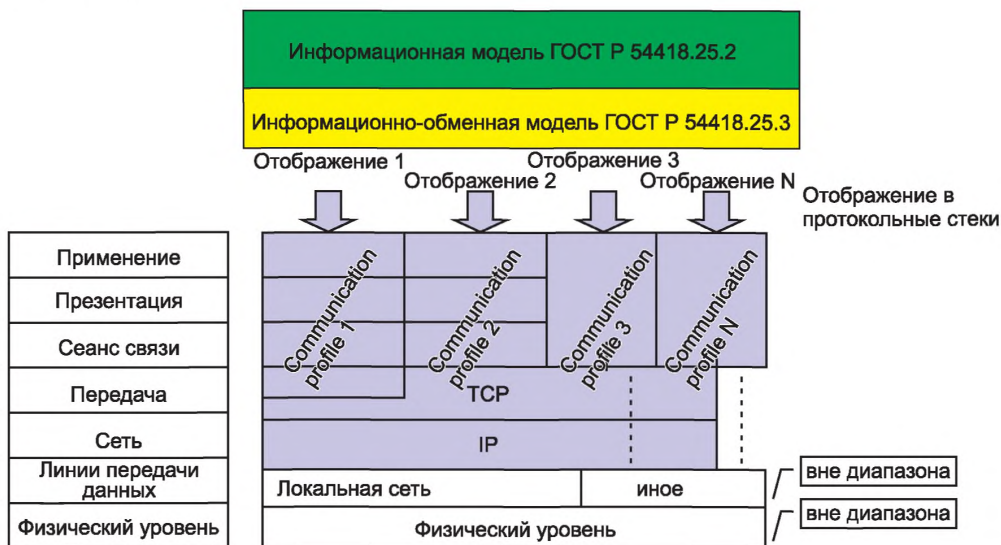 Информационная модель ГОСТ Р 54418.25.2
Информационно-обменная модель ГОСТ Р 54418.25.3
Отображение 1
Отображение 2
Отображение 3
Отображение N
Отображение в
протокольные стеки
Применение
Презентация
Сеанс связи
Передача
Сеть
Линии передачи
данных
Физический уровень
Communication
profile 1
Communication
profile 2
Communication
profile 3
Communication
profile N
TCP
IP
Локальная сеть
иное
Физический уровень
вне диапазона
вне диапазона